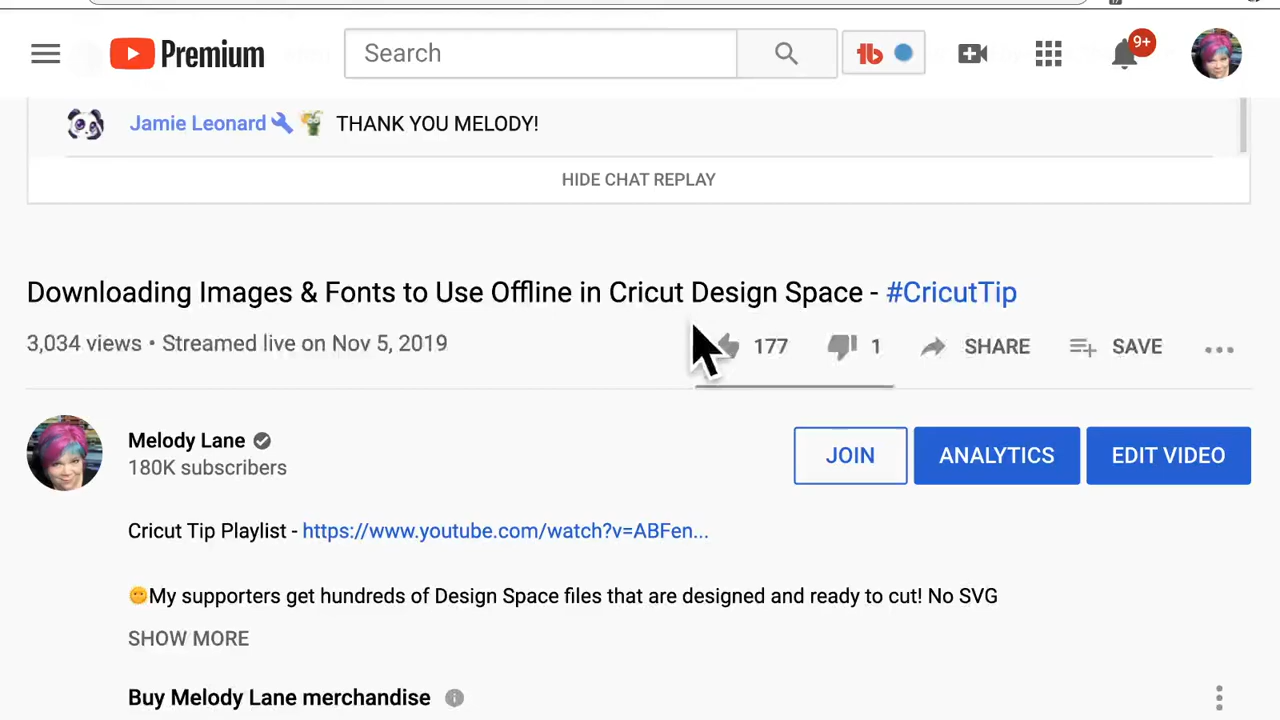 Premium
Search
tb
9+
Jamie Leonard THANK YOU MELODY!
HIDE CHAT REPLAY
Downloading Images & Fonts to Use Offline in Cricut Design Space - #CricutTip
3,034 views • Streamed live on Nov 5, 2019
177
1
SHARE
SAVE
Melody Lane
180K subscribers
JOIN
ANALYTICS
EDIT VIDEO
Cricut Tip Playlist - https://www.youtube.com/watch?v=ABFen...
My supporters get hundreds of Design Space files that are designed and ready to cut! No SVG
SHOW MORE
Buy Melody Lane merchandise